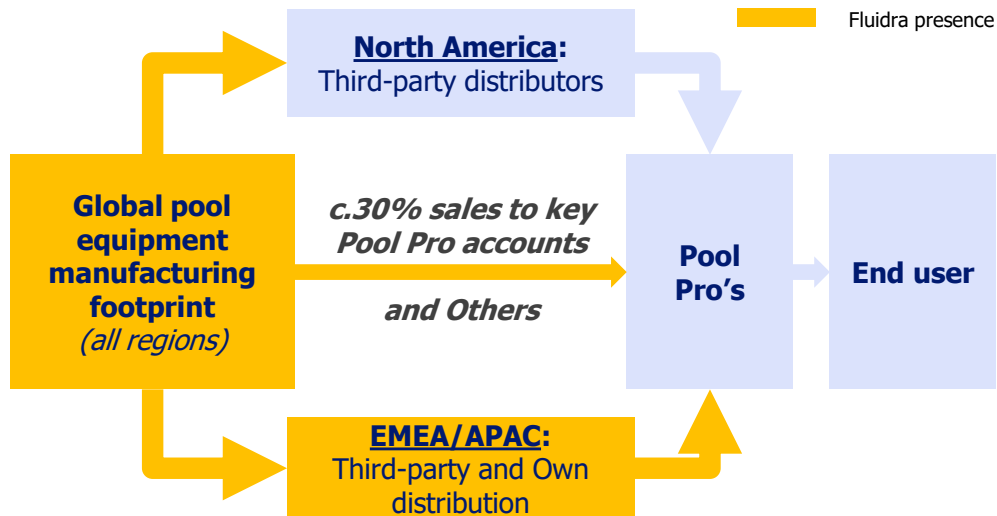 Fluidra presence
North America:
Third-party distributors
Global pool
equipment
manufacturing
footprint
(all regions)
c.30% sales to key
Pool Pro accounts
and Others
Pool
Pro’s
End user
EMEA/APAC:
Third-party and Own
distribution